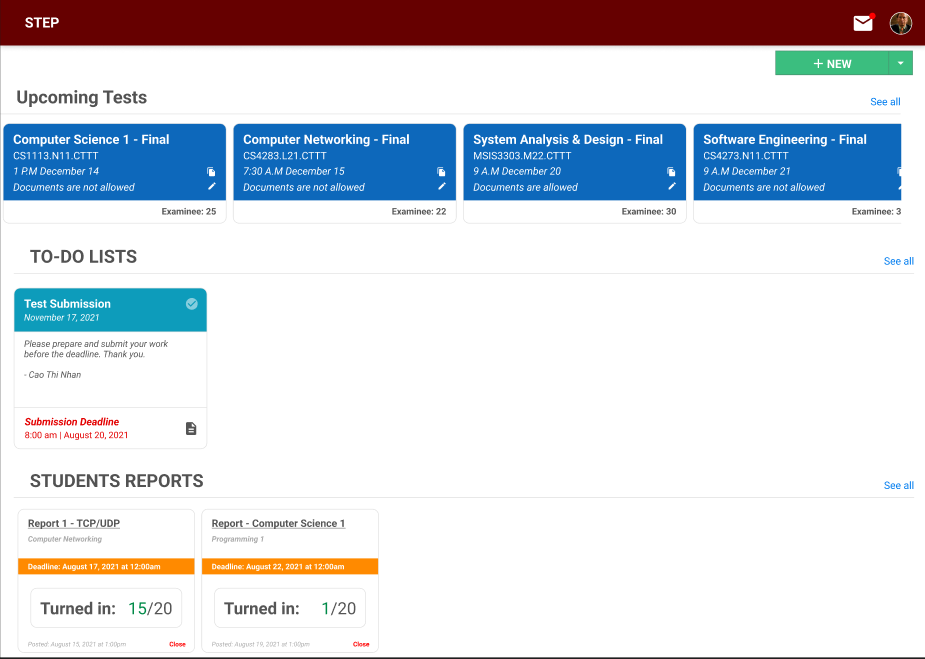 STEP
+ NEW
Upcoming Tests
See all
Computer Science 1 - Final
CS1113.N11.CTTT
1 P.M December 14
Documents are not allowed
Examinee: 25
Computer Networking - Final
CS4283.L21.CTTT
7:30 A.M December 15
Documents are not allowed
Examinee: 22
System Analysis & Design - Final
MSIS3303.M22.CTTT
9 A.M December 20
Documents are allowed
Examinee: 30
Software Engineering - Final
CS4273.N11.CTTT
9 A.M December 21
Documents are not allowed
Examinee: 3
TO-DO LISTS
See all
Test Submission
November 17, 2021
Please prepare and submit your work
before the deadline. Thank you.
- Cao Thi Nhan
Submission Deadline
8:00 am | August 20, 2021
STUDENTS REPORTS
See all
Report 1 - TCP/UDP
Computer Networking
Deadline: August 17, 2021 at 12:00am
Turned in: 15/20
Posted: August 15, 2021 at 1:00pm
Close
Report - Computer Science 1
Programming 1
Deadline: August 22, 2021 at 12:00am
Turned in: 1/20
Posted: August 19, 2021 at 1:00pm
Close